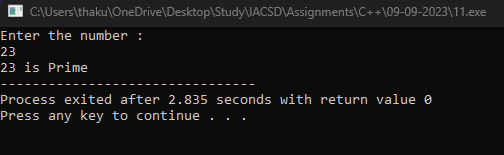 C:\Users\thaku\OneDrive\Desktop\Study\IACSD\Assignments\C++\09-09-2023\11.exe
Enter the number :
23
23 is Prime
--------------------------------
Process exited after 2.835 seconds with return value 0
Press any key to continue . . .